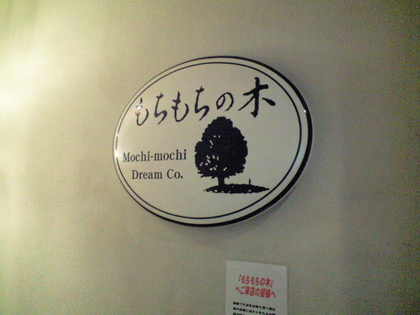 もちもちの木
Mochi-mochi
Dream Co.
「もちもちの木」
へご来店の皆様へ